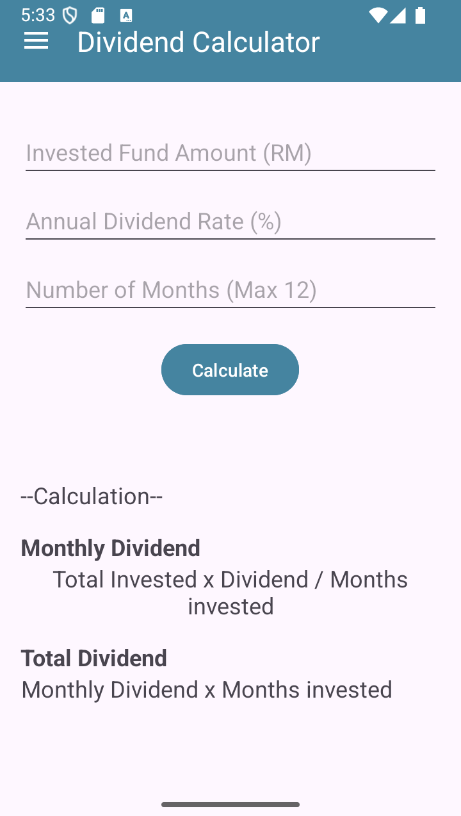 5:33
Dividend Calculator
Invested Fund Amount (RM)
Annual Dividend Rate (%)
Number of Months (Max 12)
Calculate
--Calculation--
Monthly Dividend
Total Invested x Dividend / Months
invested
Total Dividend
Monthly Dividend x Months invested